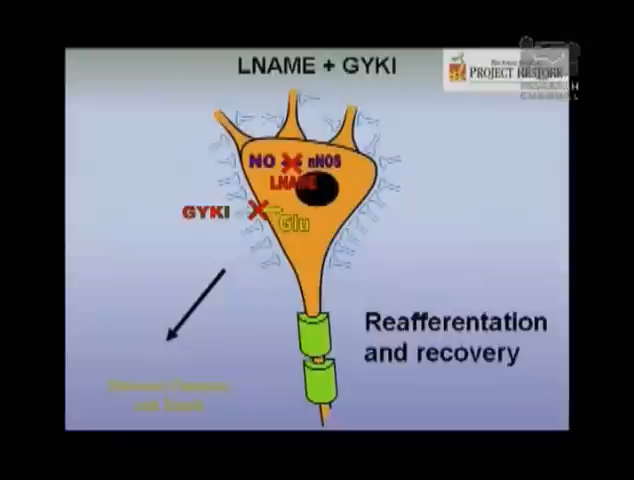 LNAME + GYKI
PROJECT RESTORE
NO nNOS
LNAME
GYKI
Glu
Reafferentation
and recovery